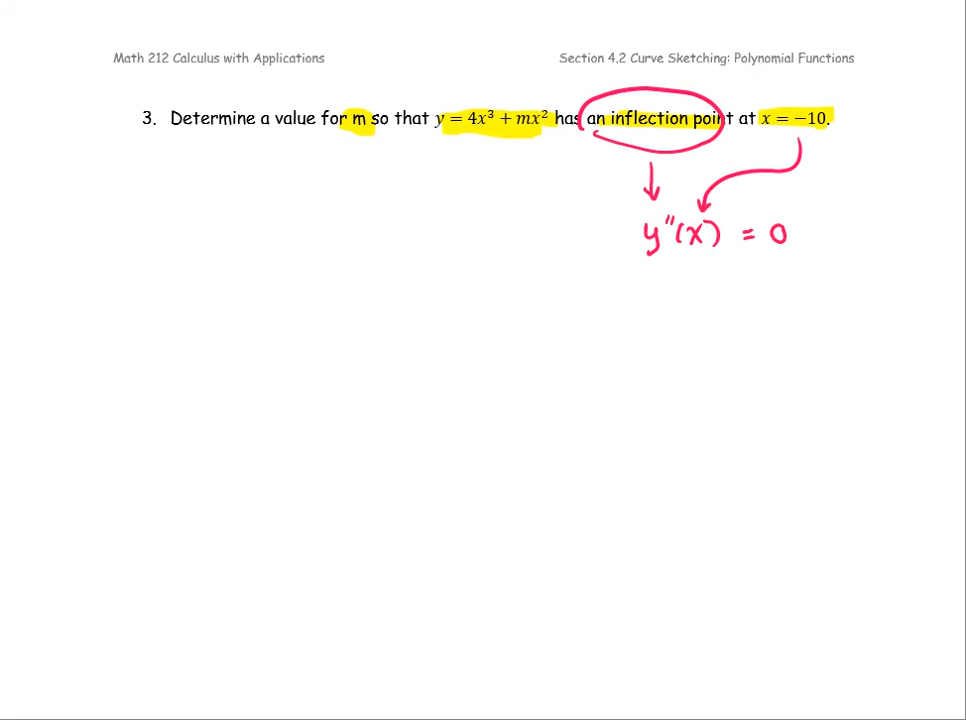 Math 212 Calculus with Applications Section 4.2 Curve Sketching: Polynomial Functions
3. Determine a value for m so that y = 4x³ + mx² has an inflection point at x = −10.
y"(x) = 0